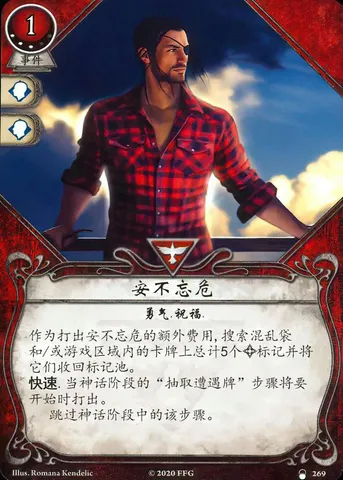 1
事件
安不忘危
勇气.祝福.
作为打出安不忘危的额外费用,搜索混乱袋
和/或游戏区域内的卡牌上总计5个标记并将
它们收回标记池。
快速.当神话阶段的“抽取遭遇牌”步骤将要
开始时打出。
跳过神话阶段中的该步骤。
Illus. Romana Kendelic
© 2020 FFG
269